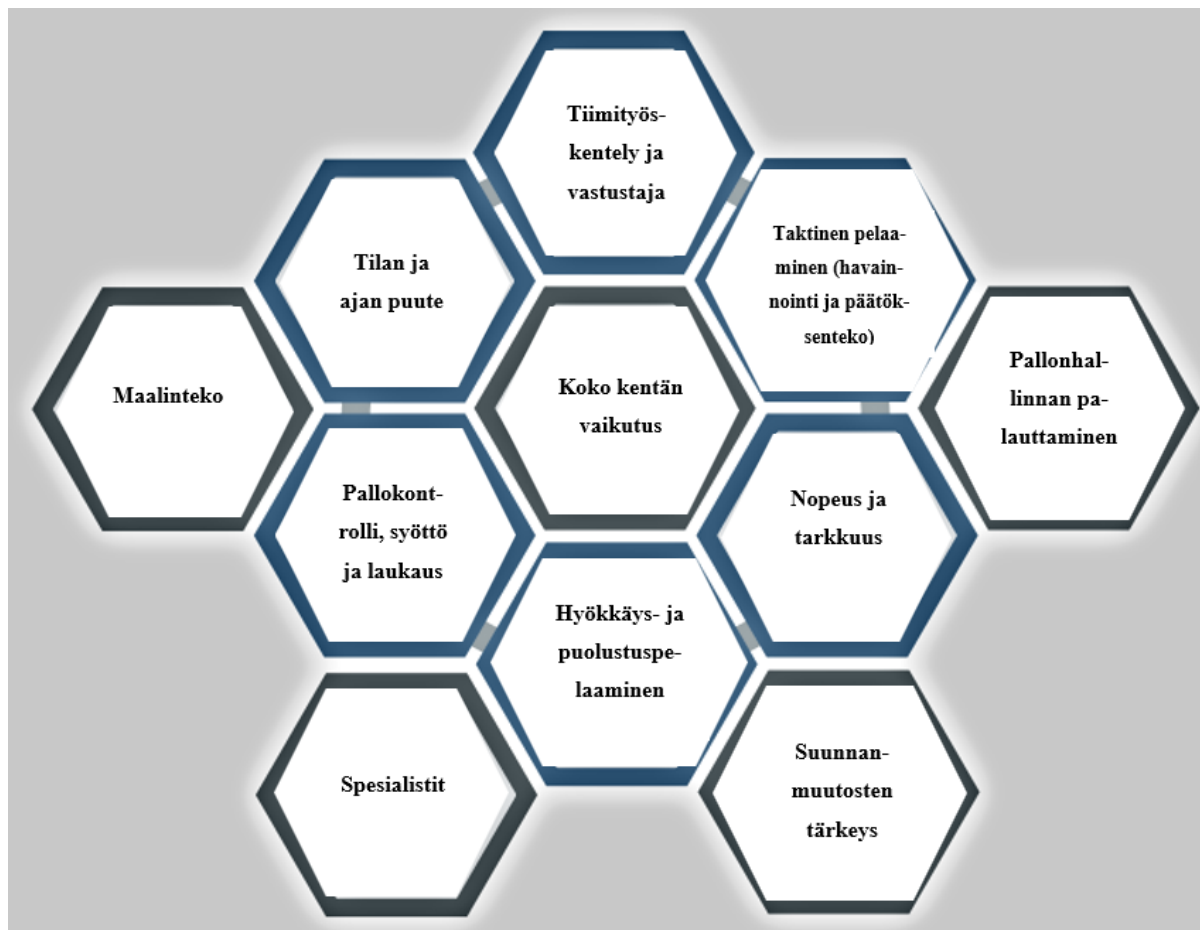 Tiimityös-
kentely ja
vastustaja
Tilan ja
ajan puute
Taktinen pelaa-
minen (havain-
nointi ja päätök-
senteko)
Maalinteko
Koko kentän
vaikutus
Pallonhal-
linnan pa-
lauttaminen
Pallokont-
rolli, syöttö
ja laukaus
Nopeus ja
tarkkuus
Hyökkäys- ja
puolustuspe-
laaminen
Spesialistit
Suunnan-
muutosten
tärkeys